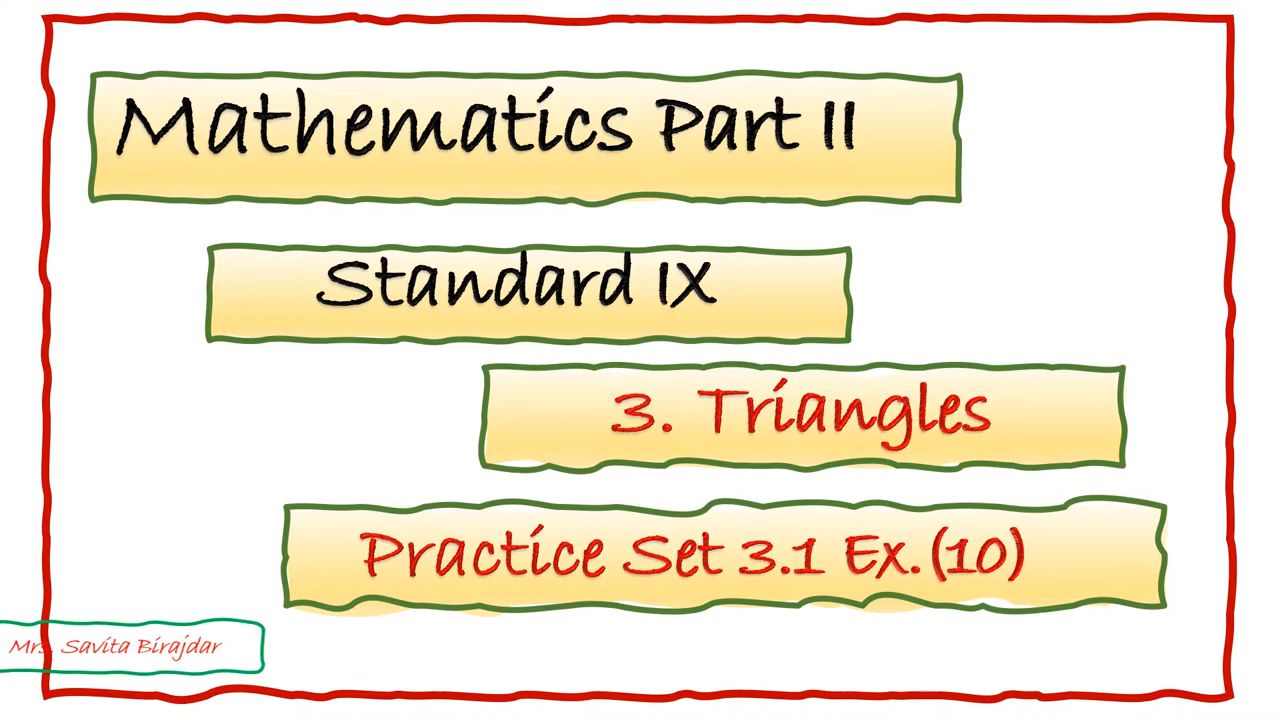 Mathematics Part II
Standard IX
3. Triangles
Practice Set 3.1 Ex.(10)
Mrs. Savita Birajdar